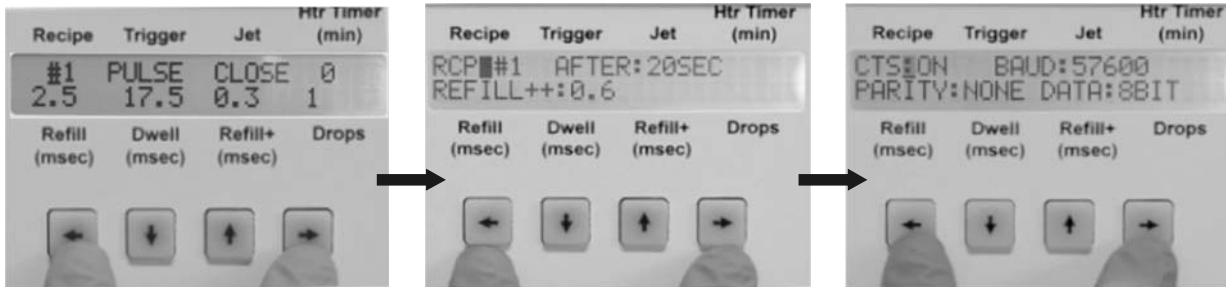 Htr Timer
Recipe Trigger Jet (min)
#1 PULSE CLOSE 0
2.5 17.5 0.3 1
Refill Dwell Refill+ Drops
(msec) (msec) (msec)
Htr Timer
Recipe Trigger Jet (min)
RCP #1 AFTER:20SEC
REFILL++:0.6
Refill Dwell Refill+ Drops
(msec) (msec) (msec)
Htr Timer
Recipe Trigger Jet (min)
CTS:ON BAUD:57600
PARITY:NONE DATA:8BIT
Refill Dwell Refill+ Drops
(msec) (msec) (msec)